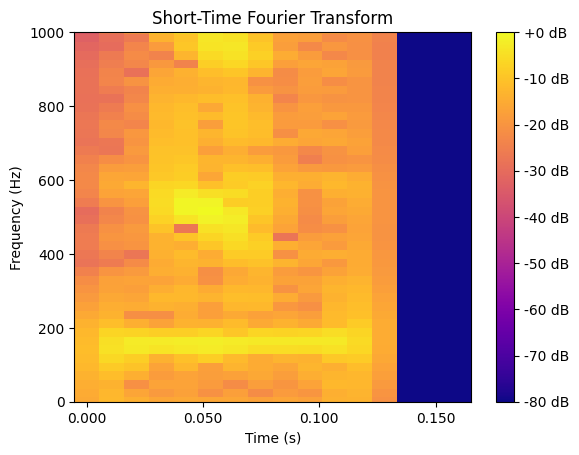 Short-Time Fourier Transform
1000
800
600
400
200
0
Frequency (Hz)
0.000
0.050
0.100
0.150
Time (s)
+0 dB
-10 dB
-20 dB
-30 dB
-40 dB
-50 dB
-60 dB
-70 dB
-80 dB